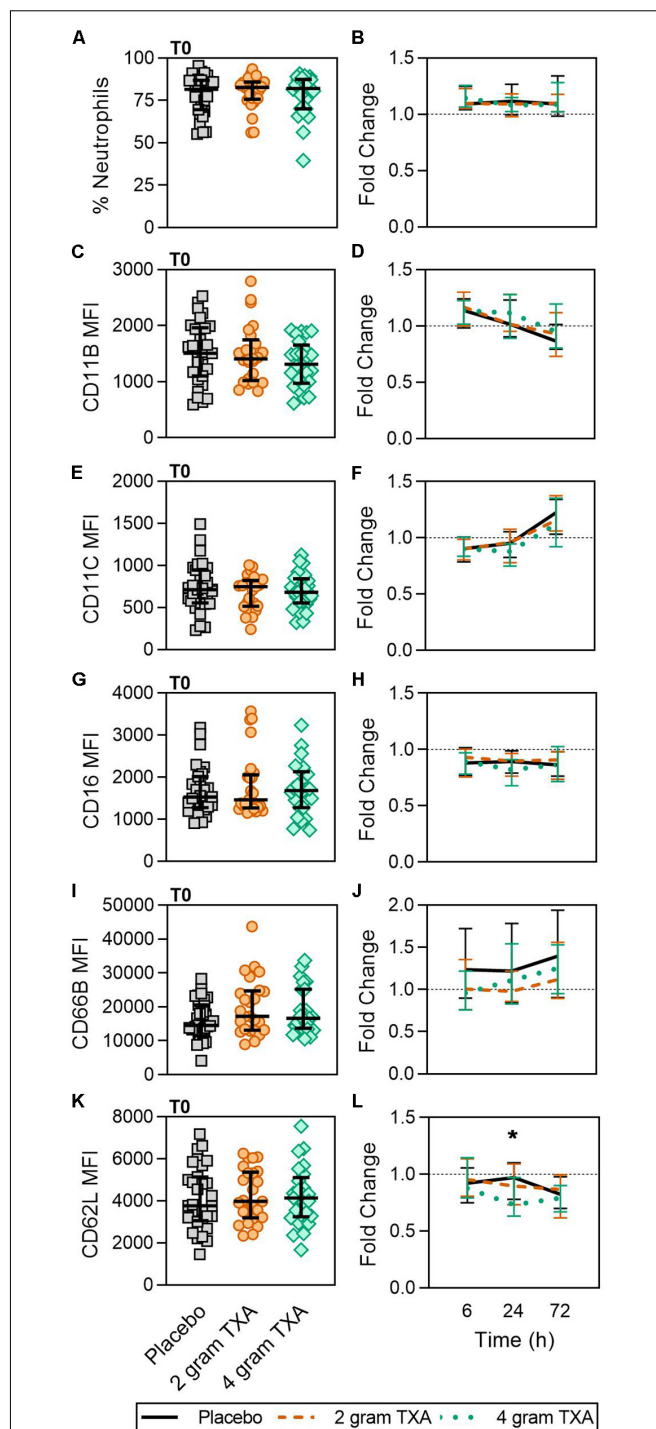 A
T0
% Neutrophils
100
75
50
25
0
B
Fold Change
1.5
1.0
0.5
0.0
C
T0
CD11B MFI
3000
2000
1000
0
D
Fold Change
1.5
1.0
0.5
0.0
E
T0
CD11C MFI
2000
1500
1000
500
0
F
Fold Change
1.5
1.0
0.5
0.0
G
T0
CD16 MFI
4000
3000
2000
1000
0
H
Fold Change
1.5
1.0
0.5
0.0
I
T0
CD66B MFI
50000
40000
30000
20000
10000
0
J
Fold Change
2.0
1.5
1.0
0.5
0.0
K
T0
CD62L MFI
8000
6000
4000
2000
0
Placebo
2 gram TXA
4 gram TXA
L
Fold Change
1.5
1.0
0.5
0.0
*
6 24 72
Time (h)
Placebo 2 gram TXA 4 gram TXA